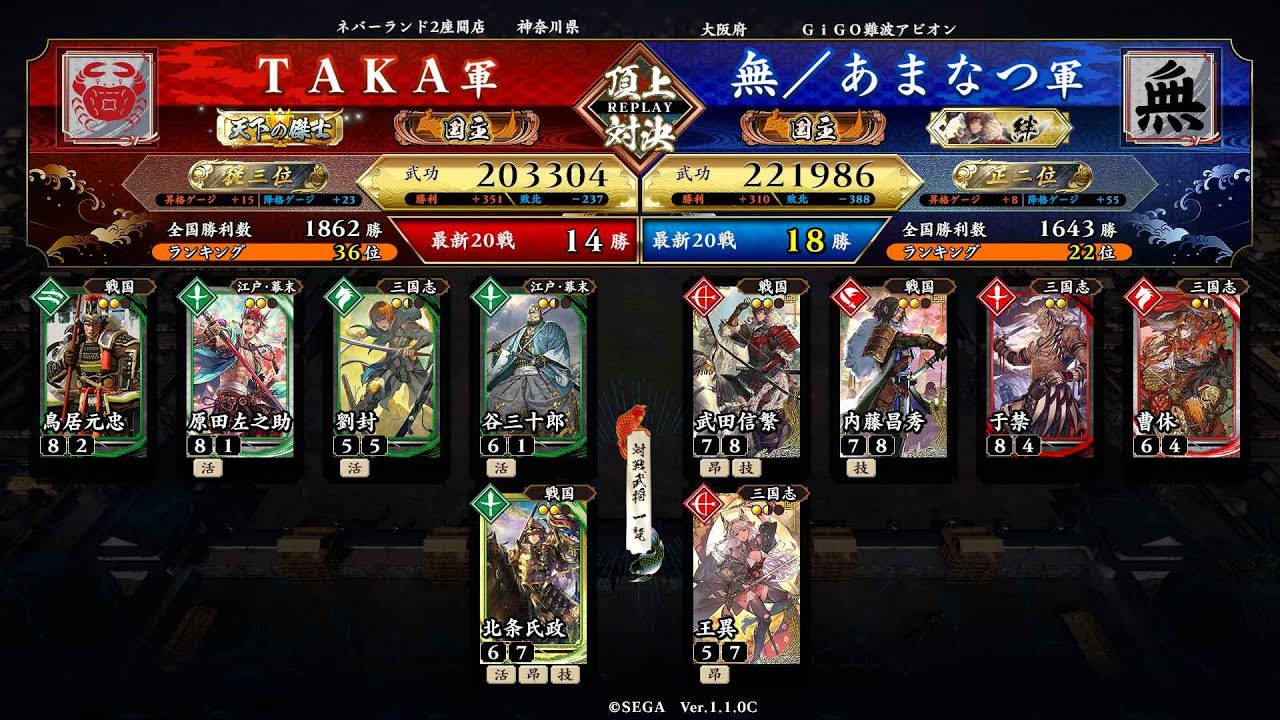 ネバーランド2座間店 神奈川県
大阪府 GiGO難波アピオン
TAKA軍
頂上
REPLAY
対決
無/あまなつ軍
無
天下の傑士
国主
国主
絆
従三位
武功 203304
武功 221986
正二位
昇格ゲージ +15 降格ゲージ +23
勝利 +351 敗北 -237
勝利 +310 敗北 -388
昇格ゲージ +8 降格ゲージ +55
全国勝利数 1862勝
ランキング 36位
最新20戦 14勝
最新20戦 18勝
全国勝利数 1643勝
ランキング 22位
戦国
鳥居元忠
8 2
江戸・幕末
原田左之助
8 1
活
三国志
劉封
5 5
活
江戸・幕末
谷三十郎
6 1
活
戦国
武田信繁
7 8
昂 技
戦国
内藤昌秀
7 8
技
三国志
于禁
8 4
三国志
曹休
6 4
対戦武将一覧
戦国
北条氏政
6 7
活 昂 技
三国志
王異
5 7
昂
©SEGA Ver.1.1.0C